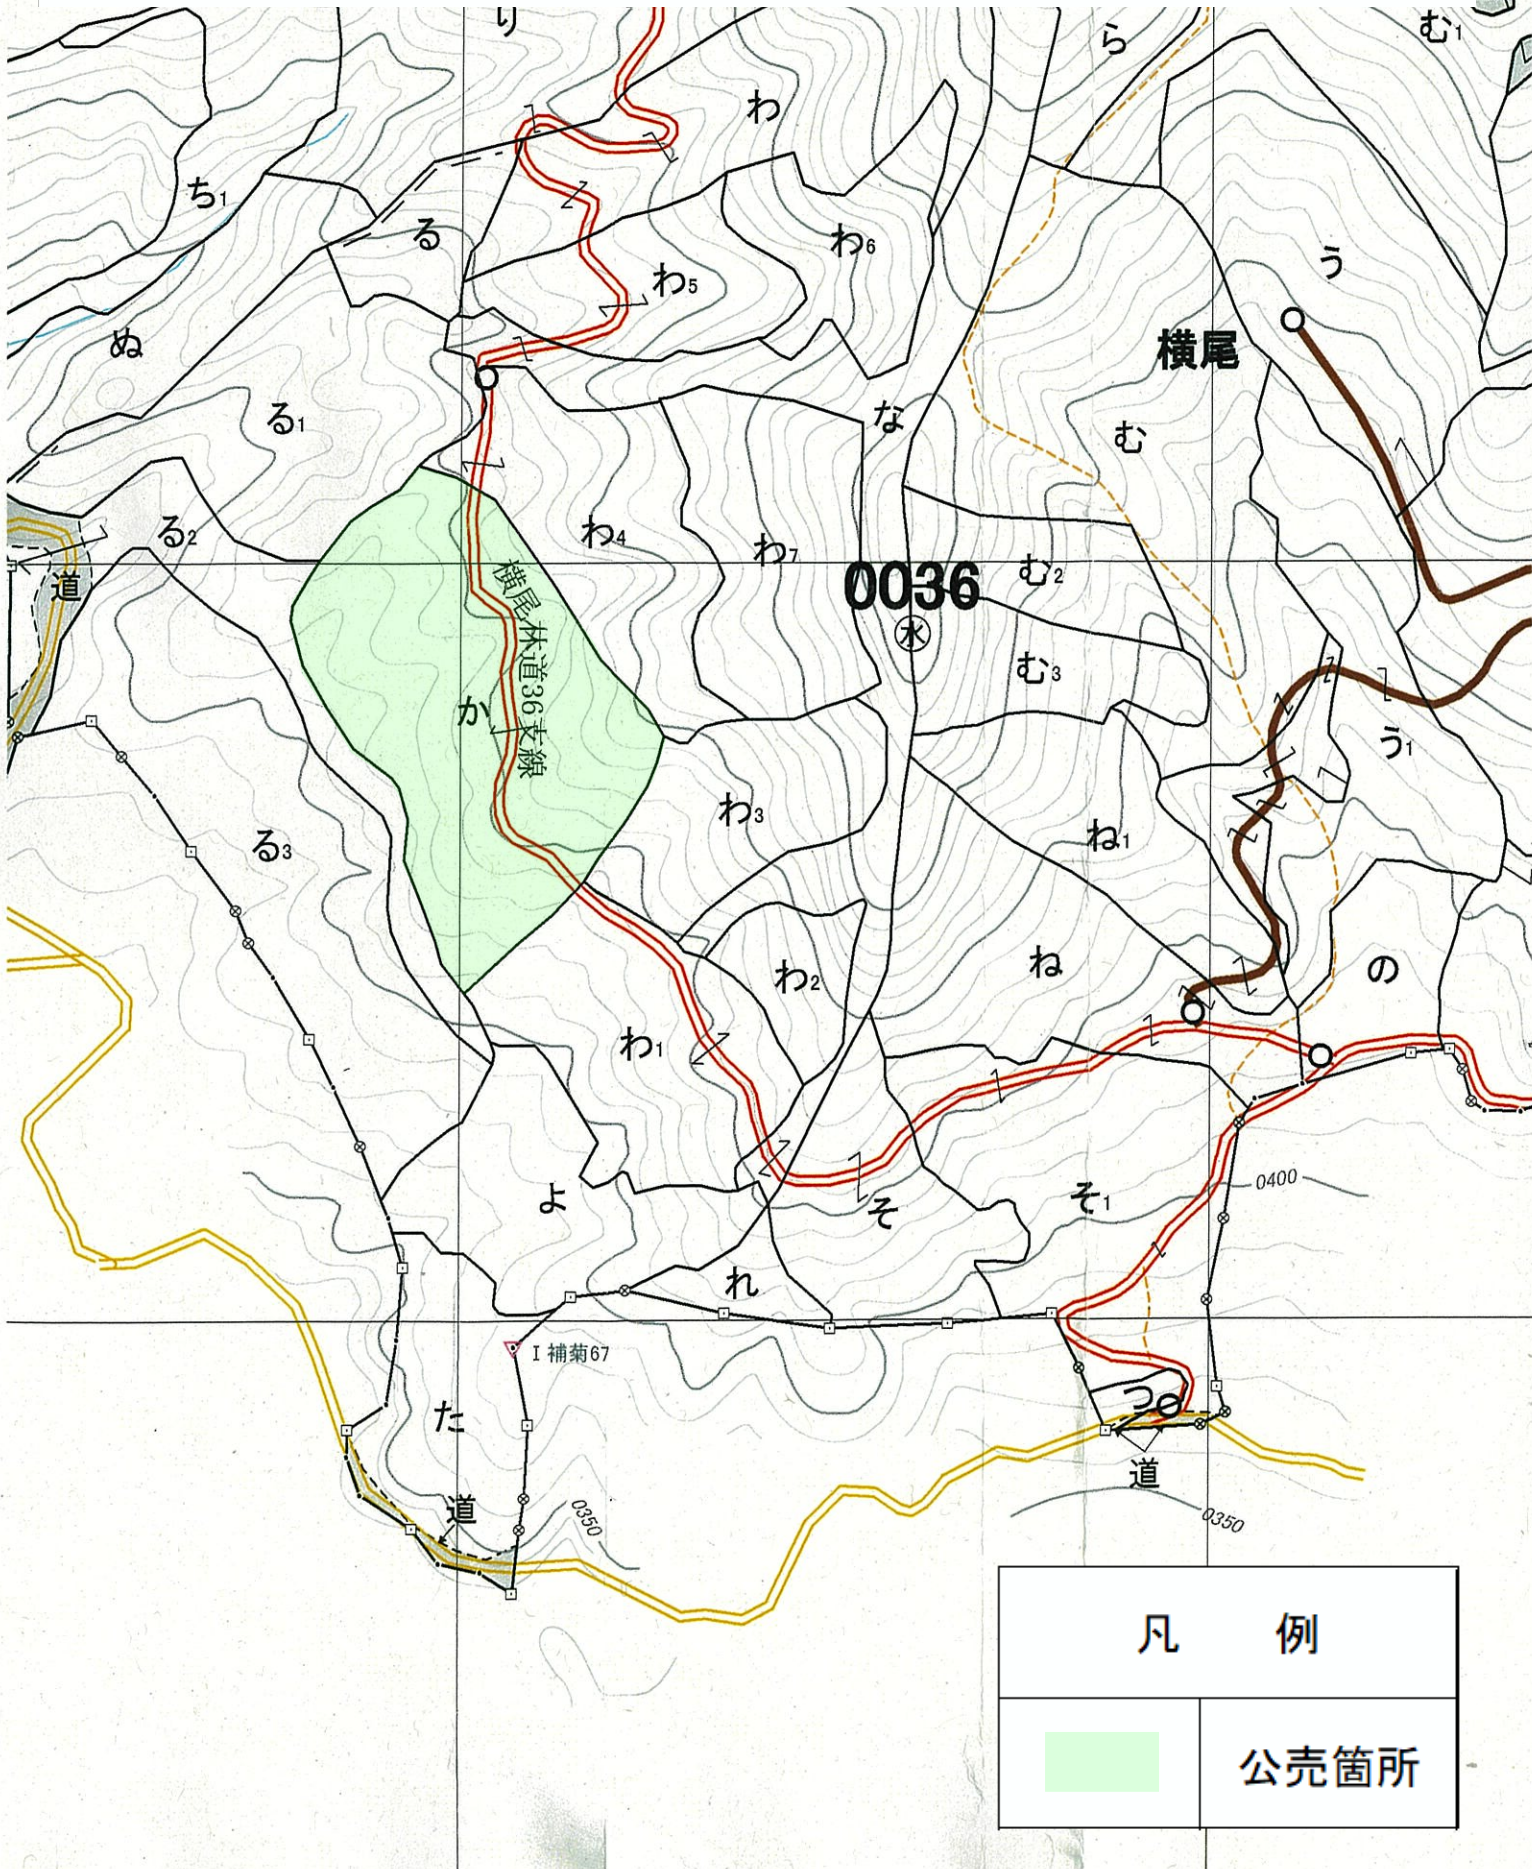 り
ら
む1
わ
ち1
る
わ6
わ5
う
ぬ
横尾
る1
な
む
る2
わ4
わ7
道
0036
む2
水
む3
横尾林道36支線
か
う1
わ3
ね1
る3
ね
の
わ2
わ1
0400
よ
そ
そ1
れ
I 補菊67
た
つ
道
道
0350
0350
凡 例
公売箇所